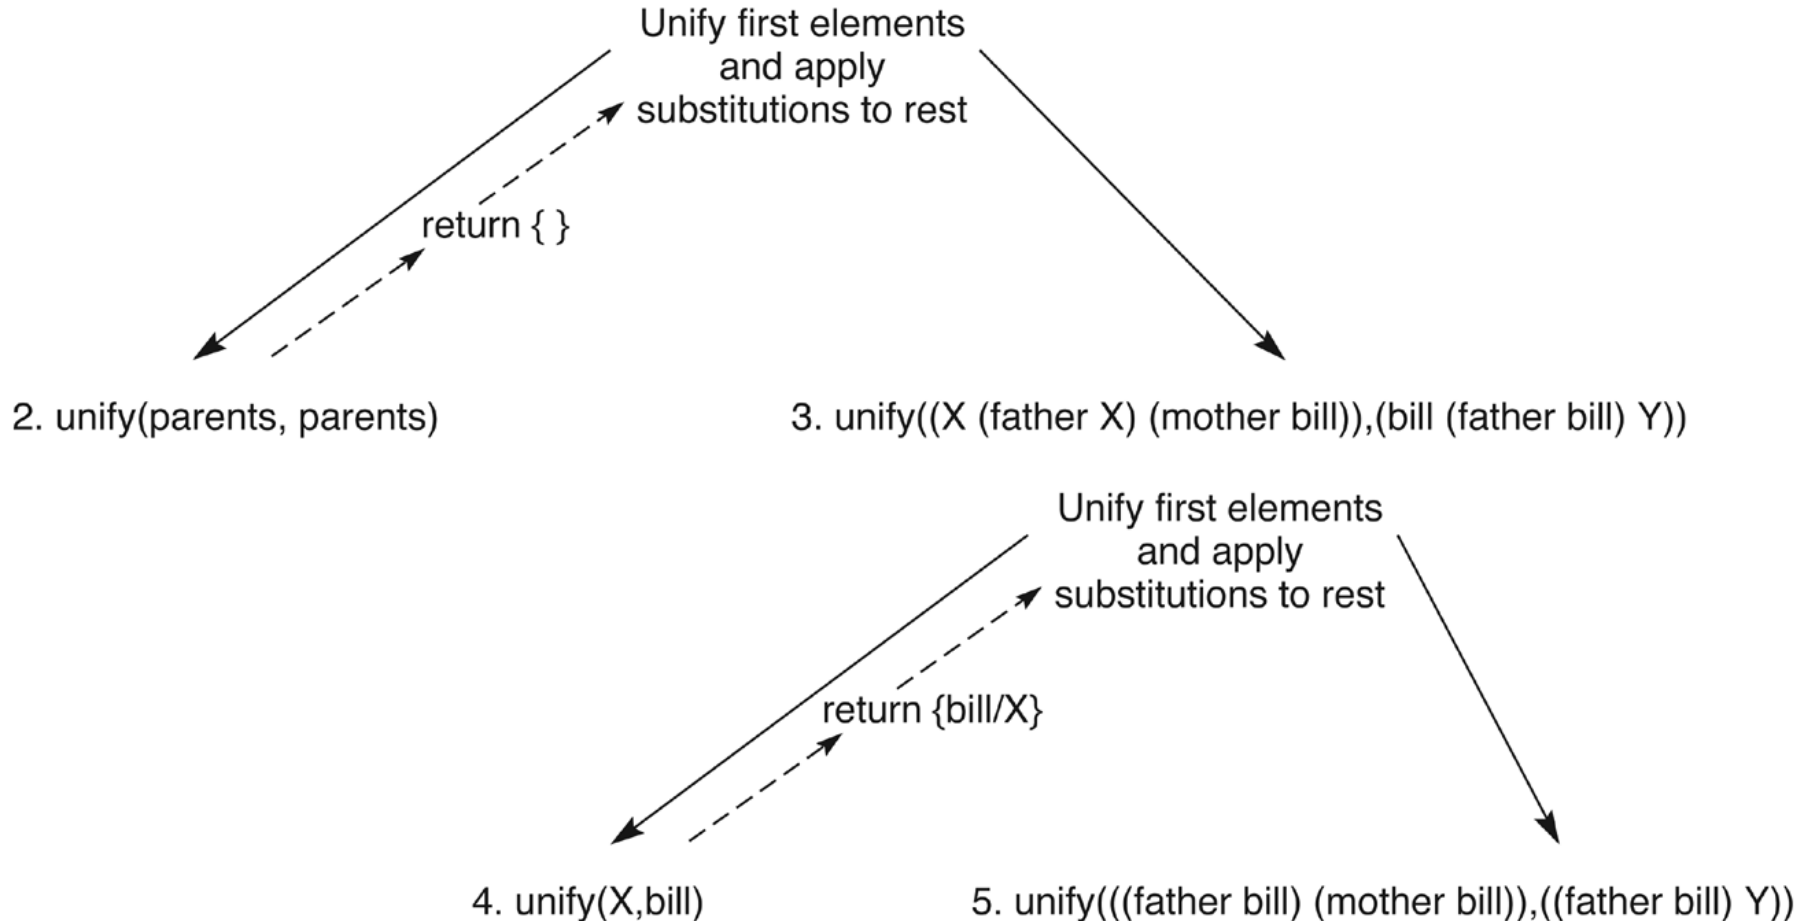 Unify first elements
and apply
substitutions to rest
return { }
2. unify(parents, parents)
3. unify((X (father X) (mother bill)),(bill (father bill) Y))
Unify first elements
and apply
substitutions to rest
return {bill/X}
4. unify(X,bill)
5. unify(((father bill) (mother bill)),((father bill) Y))